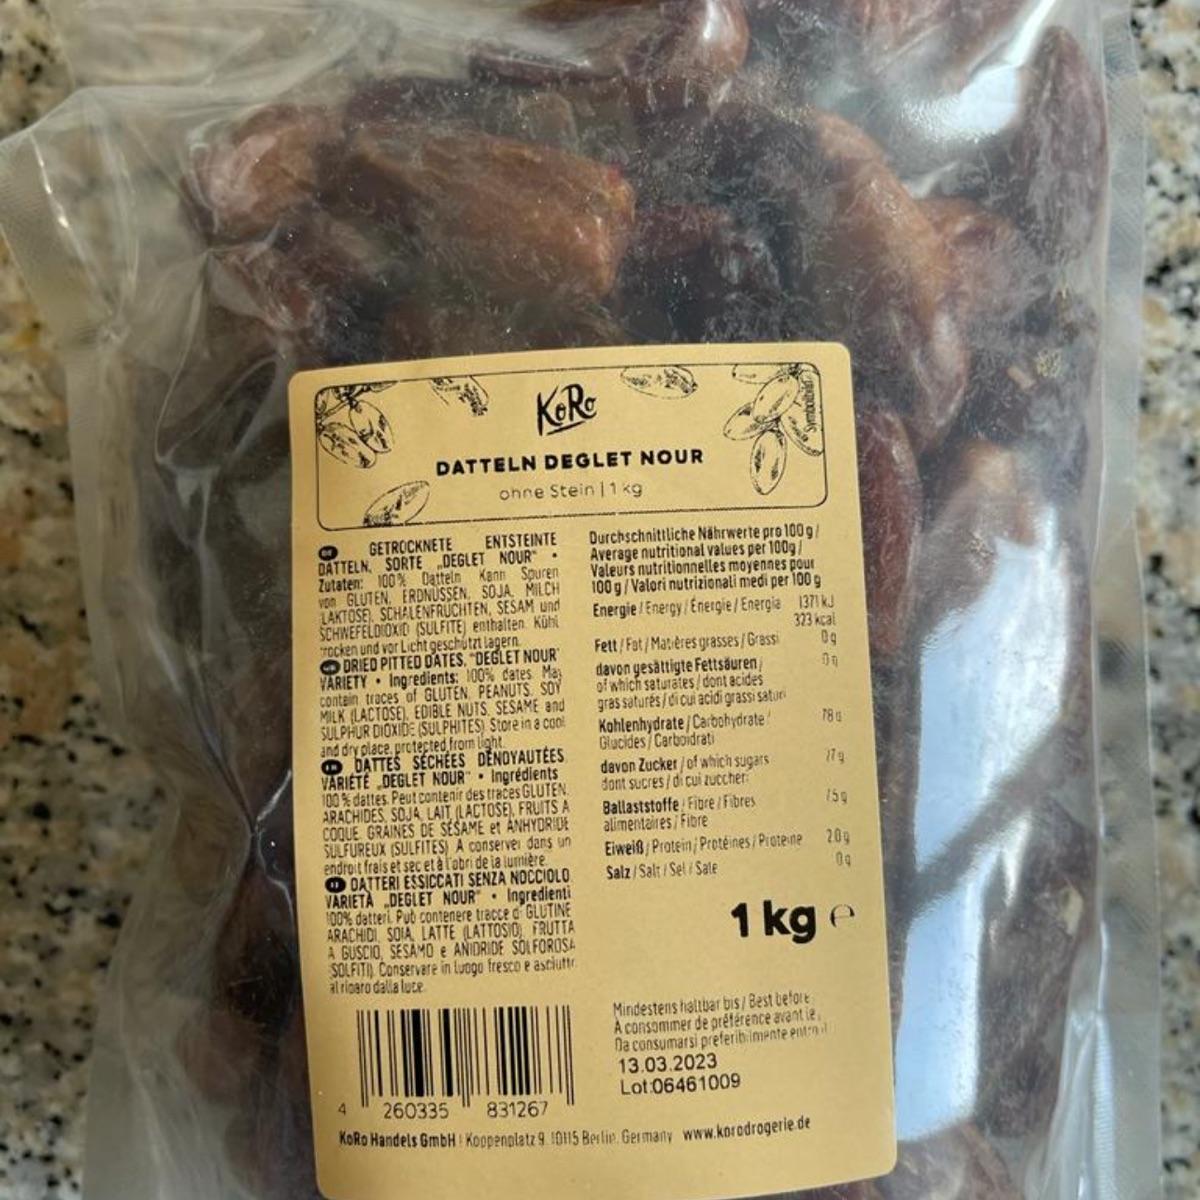 KoRo
Symbolbild
DATTELN DEGLET NOUR
ohne Stein | 1 kg
DE GETROCKNETE ENTSTEINTE
DATTELN, SORTE „DEGLET NOUR" •
Zutaten: 100% Datteln Kann Spuren
von GLUTEN, ERDNÜSSEN, SOJA, MILCH
(LAKTOSE), SCHALENFRÜCHTEN, SESAM und
SCHWEFELDIOXID (SULFITE) enthalten. Kühl
trocken und vor Licht geschützt lagern.
DRIED PITTED DATES, "DEGLET NOUR"
VARIETY • Ingredients: 100% dates. May
contain traces of GLUTEN, PEANUTS, SOY
MILK (LACTOSE), EDIBLE NUTS, SESAME and
SULPHUR DIOXIDE (SULPHITES). Store in a cool
and dry place, protected from light.
DATTES SÉCHÉES DÉNOYAUTÉES
VARIÉTÉ „DEGLET NOUR" • Ingrédients
100 % dattes. Peut contenir des traces GLUTEN,
ARACHIDES, SOJA, LAIT (LACTOSE), FRUITS A
COQUE, GRAINES DE SÉSAME et ANHYDRIDE
SULFUREUX (SULFITES) A conserver dans un
endroit frais et sec et à l'abri de la lumière.
DATTERI ESSICCATI SENZA NOCCIOLO
VARIETÀ „DEGLET NOUR" • Ingredienti
100% datteri. Può contenere tracce di GLUTINE
ARACHIDI, SOIA, LATTE (LATTOSIO), FRUTTA
A GUSCIO, SESAMO e ANIDRIDE SOLFOROSA
(SOLFITI). Conservare in luogo fresco e asciutto
al riparo dalla luce.
Durchschnittliche Nährwerte pro 100 g /
Average nutritional values per 100g /
Valeurs nutritionnelles moyennes pour
100 g / Valori nutrizionali medi per 100 g
Energie / Energy / Énergie / Energia 1371 kJ
323 kcal
Fett / Fat / Matières grasses / Grassi 0 g
davon gesättigte Fettsäuren / 0 g
of which saturates / dont acides
gras saturés / di cui acidi grassi saturi
Kohlenhydrate / Carbohydrate / 78 g
Glucides / Carboidrati
davon Zucker / of which sugars 77 g
dont sucres / di cui zuccheri
Ballaststoffe / Fibre / Fibres
alimentaires / Fibre
Eiweiß / Protein / Protéines / Proteine 2.0 g
Salz / Salt / Sel / Sale 0 g
1 kg e
Mindestens haltbar bis / Best before
À consommer de préférence avant le
Da consumarsi preferibilmente entro il
13.03.2023
Lot:06461009
4 260335 831267
KoRo Handels GmbH | Koppenplatz 9, 10115 Berlin, Germany www.korodrogerie.de